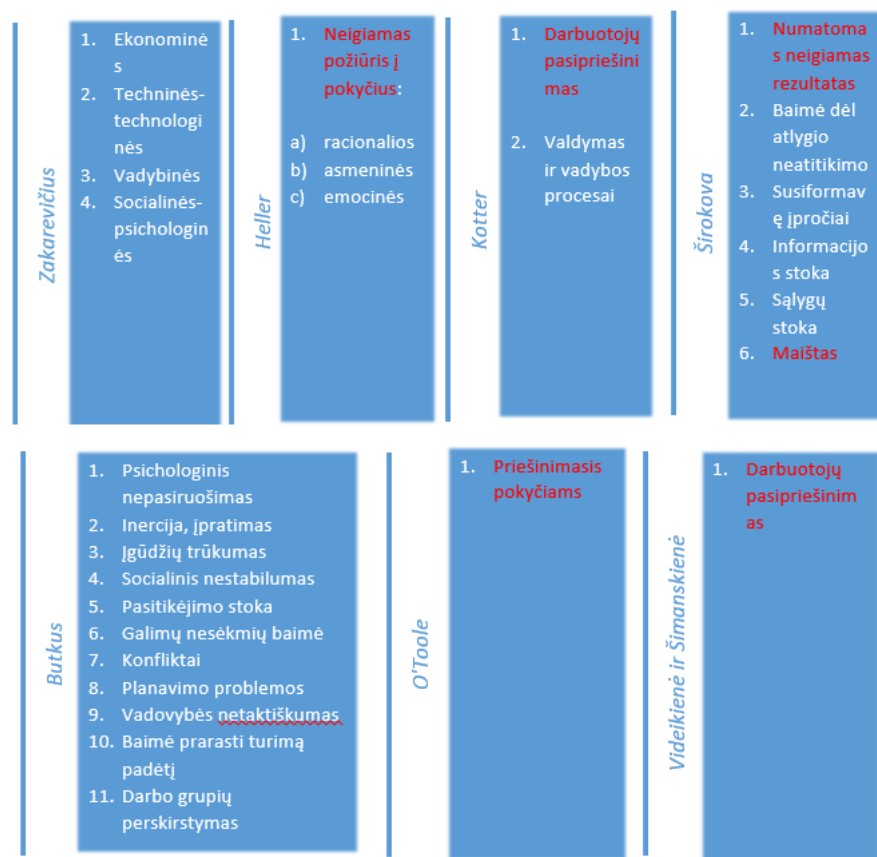 Zakarevičius
1. Ekonominė
s
2. Techninės-
technologi
nės
3. Vadybinės
4. Socialinės-
psichologin
ės
Heller
1. Neigiamas
požiūris į
pokyčius:
a) racionalios
b) asmeninės
c) emocinės
Kotter
1. Darbuotojų
pasipriešini
mas
2. Valdymas
ir vadybos
procesai
Širokova
1. Numatoma
s neigiamas
rezultatas
2. Baimė dėl
atlygio
neatitikimo
3. Susiformav
ę įpročiai
4. Informacijo
s stoka
5. Sąlygų
stoka
6. Maištas
Butkus
1. Psichologinis
nepasiruošimas
2. Inercija, įpratimas
3. Įgūdžių trūkumas
4. Socialinis nestabilumas
5. Pasitikėjimo stoka
6. Galimų nesėkmių baimė
7. Konfliktai
8. Planavimo problemos
9. Vadovybės netaktiškumas
10. Baimė prarasti turimą
padėtį
11. Darbo grupių
perskirstymas
O'Toole
1. Priešinimasis
pokyčiams
Videikienė ir Šimanskienė
1. Darbuotojų
pasipriešinim
as